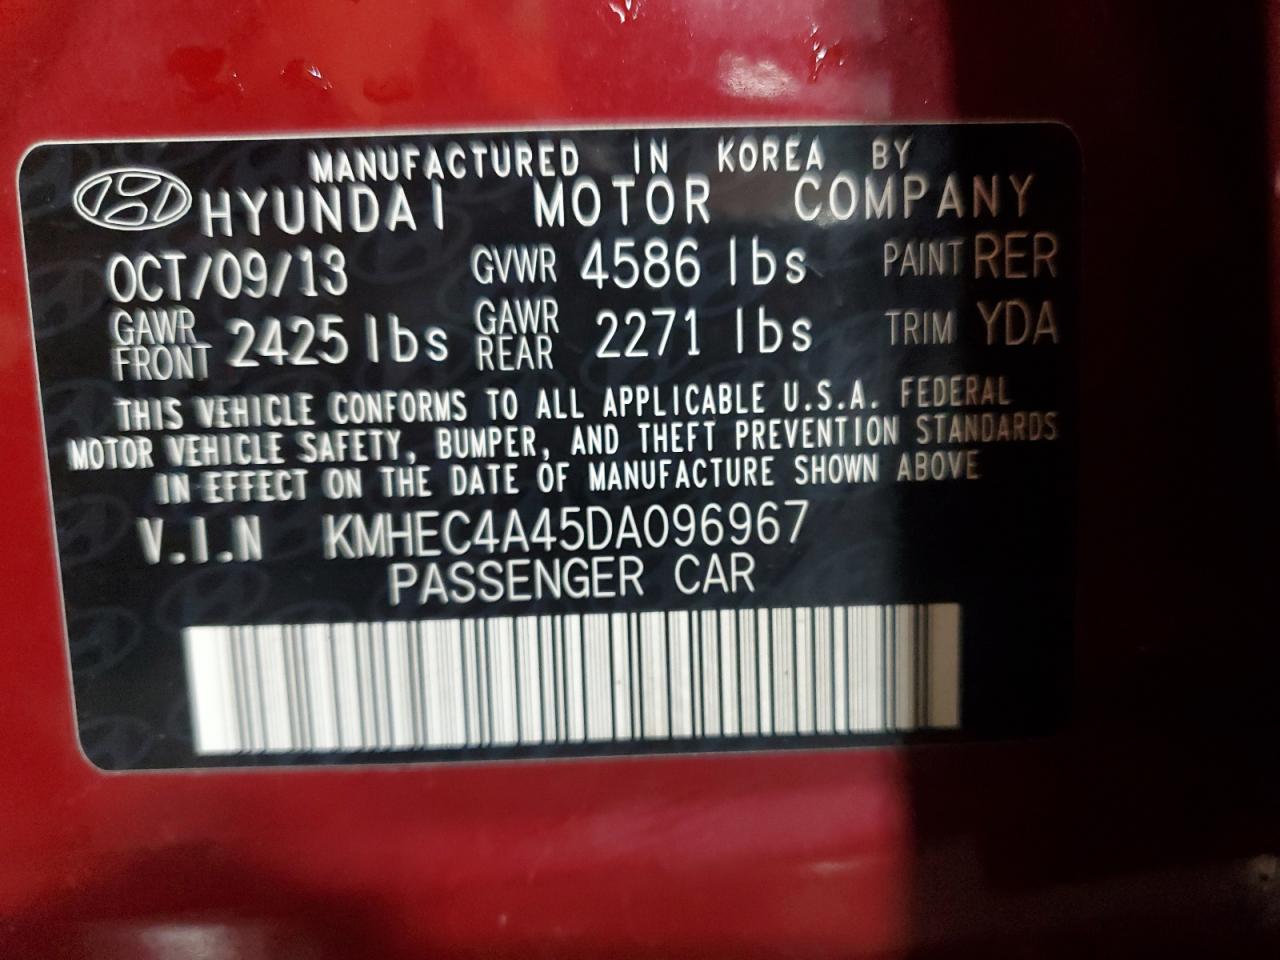 MANUFACTURED IN KOREA BY
HYUNDAI MOTOR COMPANY
OCT/09/13 GVWR 4586 lbs PAINT RER
GAWR FRONT 2425 lbs GAWR REAR 2271 lbs TRIM YDA
THIS VEHICLE CONFORMS TO ALL APPLICABLE U.S.A. FEDERAL
MOTOR VEHICLE SAFETY, BUMPER, AND THEFT PREVENTION STANDARDS
IN EFFECT ON THE DATE OF MANUFACTURE SHOWN ABOVE
V.I.N KMHEC4A45DA096967
PASSENGER CAR